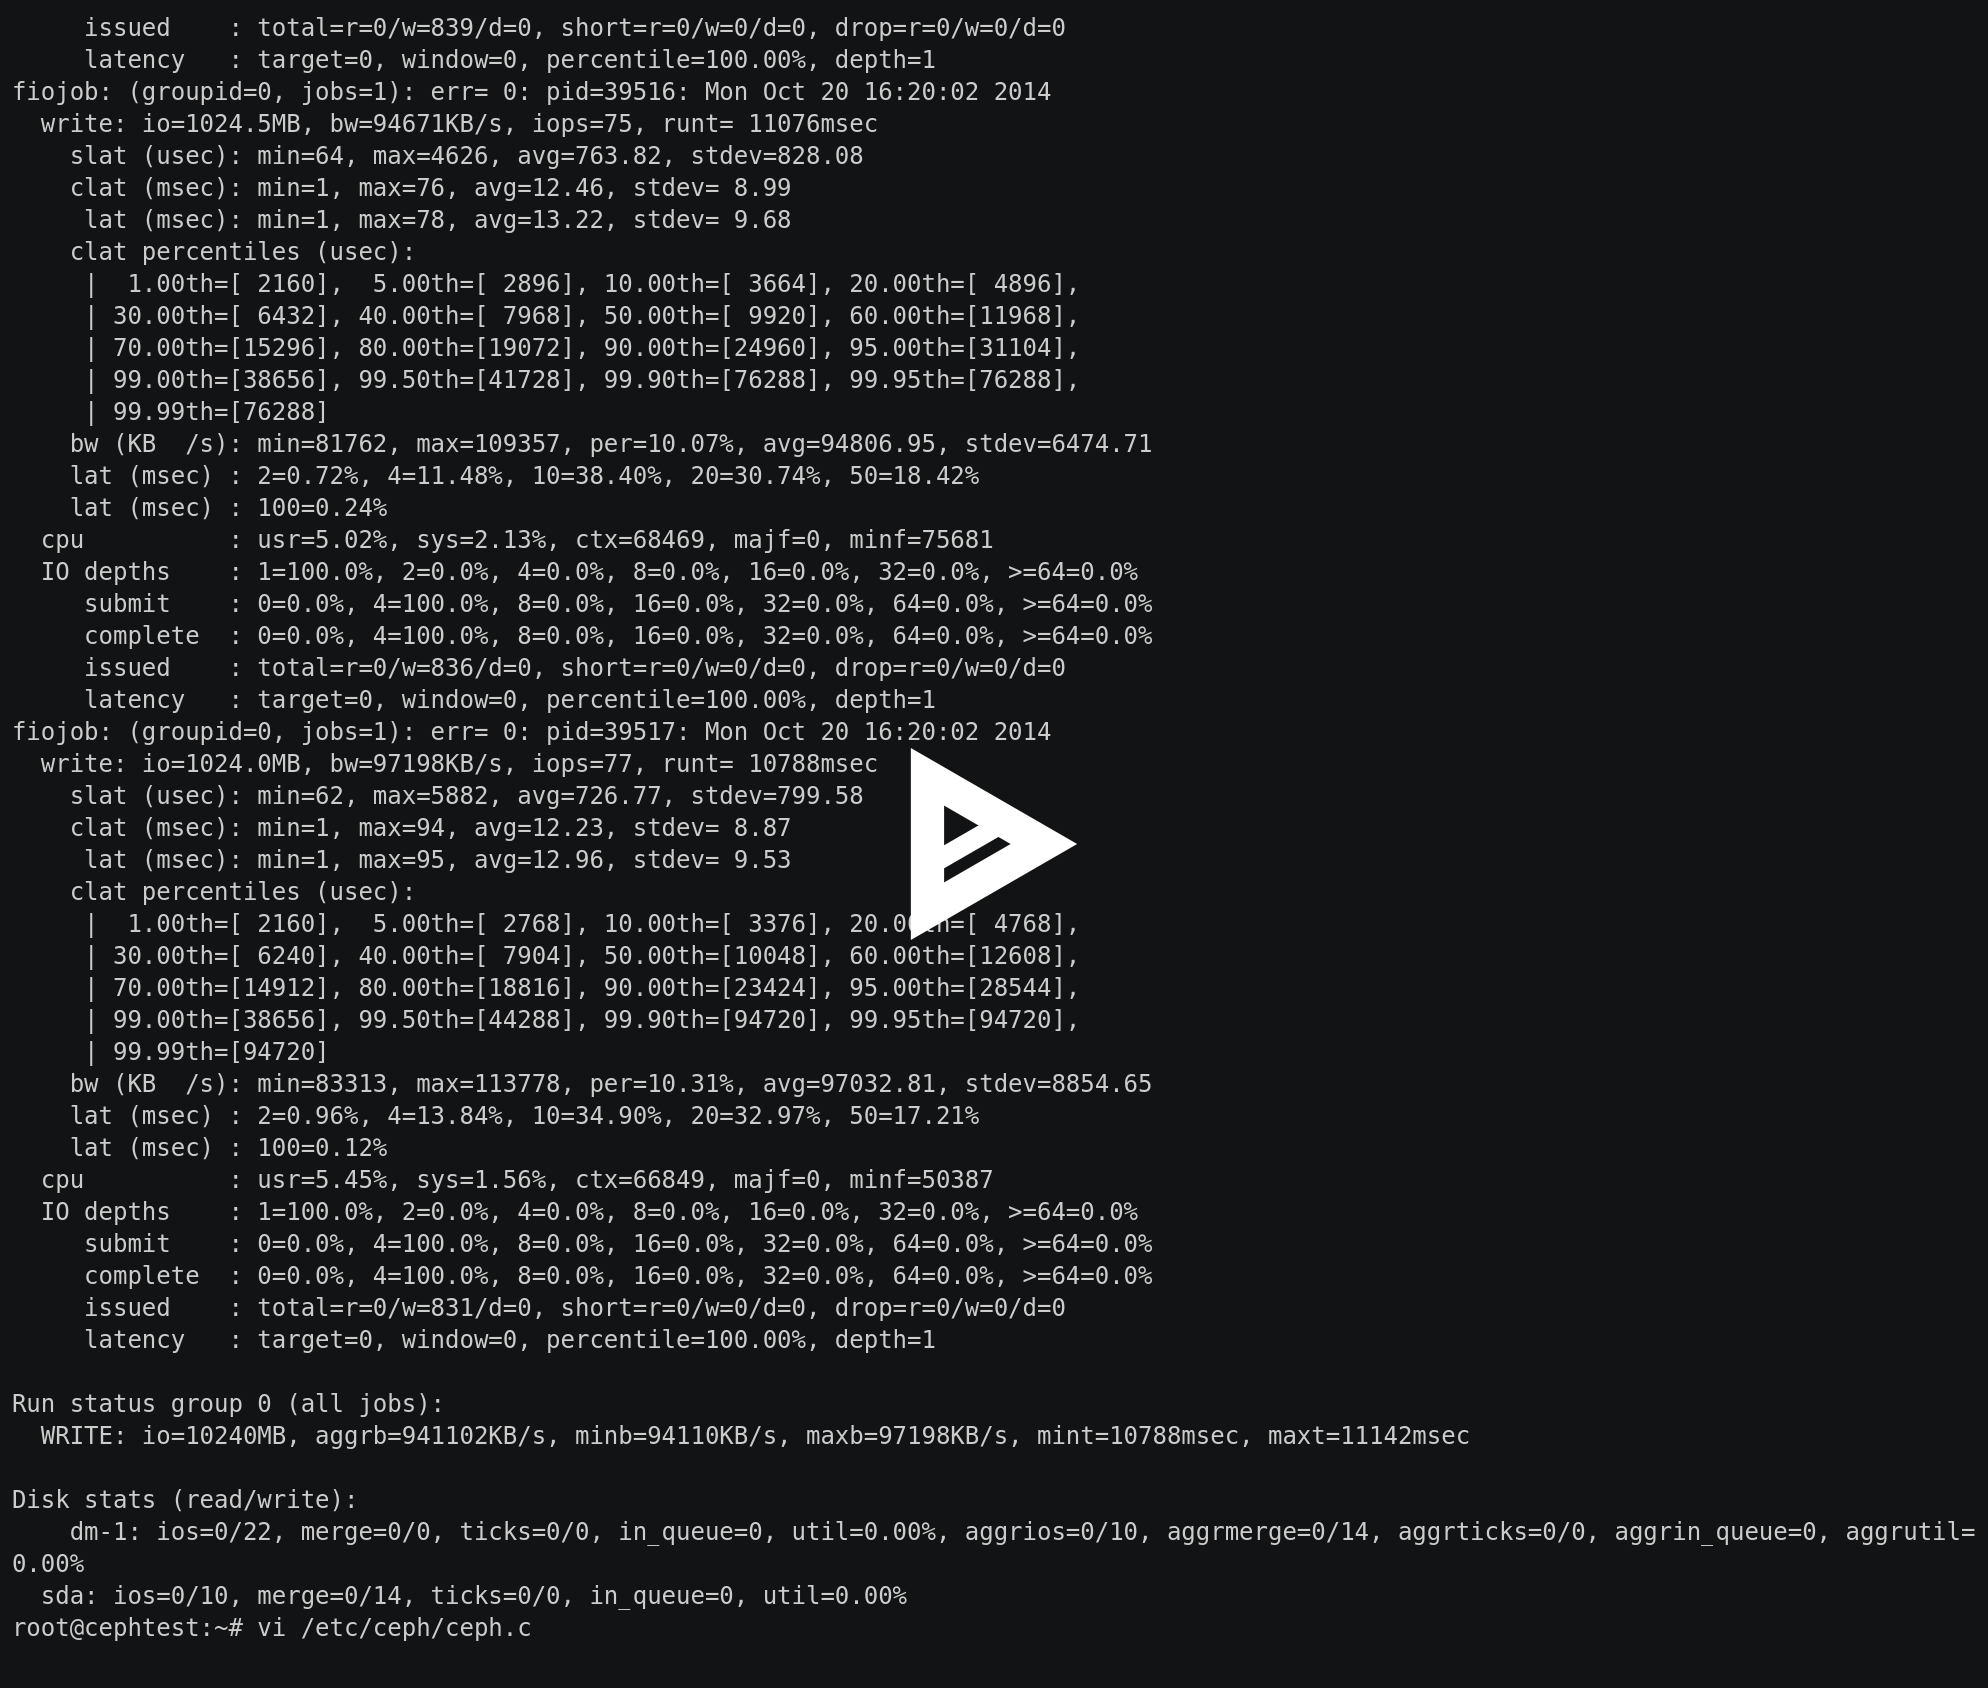 issued    : total=r=0/w=839/d=0, short=r=0/w=0/d=0, drop=r=0/w=0/d=0
     latency   : target=0, window=0, percentile=100.00%, depth=1
fiojob: (groupid=0, jobs=1): err= 0: pid=39516: Mon Oct 20 16:20:02 2014
  write: io=1024.5MB, bw=94671KB/s, iops=75, runt= 11076msec
    slat (usec): min=64, max=4626, avg=763.82, stdev=828.08
    clat (msec): min=1, max=76, avg=12.46, stdev= 8.99
     lat (msec): min=1, max=78, avg=13.22, stdev= 9.68
    clat percentiles (usec):
     |  1.00th=[ 2160],  5.00th=[ 2896], 10.00th=[ 3664], 20.00th=[ 4896],
     | 30.00th=[ 6432], 40.00th=[ 7968], 50.00th=[ 9920], 60.00th=[11968],
     | 70.00th=[15296], 80.00th=[19072], 90.00th=[24960], 95.00th=[31104],
     | 99.00th=[38656], 99.50th=[41728], 99.90th=[76288], 99.95th=[76288],
     | 99.99th=[76288]
    bw (KB  /s): min=81762, max=109357, per=10.07%, avg=94806.95, stdev=6474.71
    lat (msec) : 2=0.72%, 4=11.48%, 10=38.40%, 20=30.74%, 50=18.42%
    lat (msec) : 100=0.24%
  cpu          : usr=5.02%, sys=2.13%, ctx=68469, majf=0, minf=75681
  IO depths    : 1=100.0%, 2=0.0%, 4=0.0%, 8=0.0%, 16=0.0%, 32=0.0%, >=64=0.0%
     submit    : 0=0.0%, 4=100.0%, 8=0.0%, 16=0.0%, 32=0.0%, 64=0.0%, >=64=0.0%
     complete  : 0=0.0%, 4=100.0%, 8=0.0%, 16=0.0%, 32=0.0%, 64=0.0%, >=64=0.0%
     issued    : total=r=0/w=836/d=0, short=r=0/w=0/d=0, drop=r=0/w=0/d=0
     latency   : target=0, window=0, percentile=100.00%, depth=1
fiojob: (groupid=0, jobs=1): err= 0: pid=39517: Mon Oct 20 16:20:02 2014
  write: io=1024.0MB, bw=97198KB/s, iops=77, runt= 10788msec
    slat (usec): min=62, max=5882, avg=726.77, stdev=799.58
    clat (msec): min=1, max=94, avg=12.23, stdev= 8.87
     lat (msec): min=1, max=95, avg=12.96, stdev= 9.53
    clat percentiles (usec):
     |  1.00th=[ 2160],  5.00th=[ 2768], 10.00th=[ 3376], 20.00th=[ 4768],
     | 30.00th=[ 6240], 40.00th=[ 7904], 50.00th=[10048], 60.00th=[12608],
     | 70.00th=[14912], 80.00th=[18816], 90.00th=[23424], 95.00th=[28544],
     | 99.00th=[38656], 99.50th=[44288], 99.90th=[94720], 99.95th=[94720],
     | 99.99th=[94720]
    bw (KB  /s): min=83313, max=113778, per=10.31%, avg=97032.81, stdev=8854.65
    lat (msec) : 2=0.96%, 4=13.84%, 10=34.90%, 20=32.97%, 50=17.21%
    lat (msec) : 100=0.12%
  cpu          : usr=5.45%, sys=1.56%, ctx=66849, majf=0, minf=50387
  IO depths    : 1=100.0%, 2=0.0%, 4=0.0%, 8=0.0%, 16=0.0%, 32=0.0%, >=64=0.0%
     submit    : 0=0.0%, 4=100.0%, 8=0.0%, 16=0.0%, 32=0.0%, 64=0.0%, >=64=0.0%
     complete  : 0=0.0%, 4=100.0%, 8=0.0%, 16=0.0%, 32=0.0%, 64=0.0%, >=64=0.0%
     issued    : total=r=0/w=831/d=0, short=r=0/w=0/d=0, drop=r=0/w=0/d=0
     latency   : target=0, window=0, percentile=100.00%, depth=1

Run status group 0 (all jobs):
  WRITE: io=10240MB, aggrb=941102KB/s, minb=94110KB/s, maxb=97198KB/s, mint=10788msec, maxt=11142msec

Disk stats (read/write):
    dm-1: ios=0/22, merge=0/0, ticks=0/0, in_queue=0, util=0.00%, aggrios=0/10, aggrmerge=0/14, aggrticks=0/0, aggrin_queue=0, aggrutil=
0.00%
  sda: ios=0/10, merge=0/14, ticks=0/0, in_queue=0, util=0.00%
root@cephtest:~# vi /etc/ceph/ceph.c